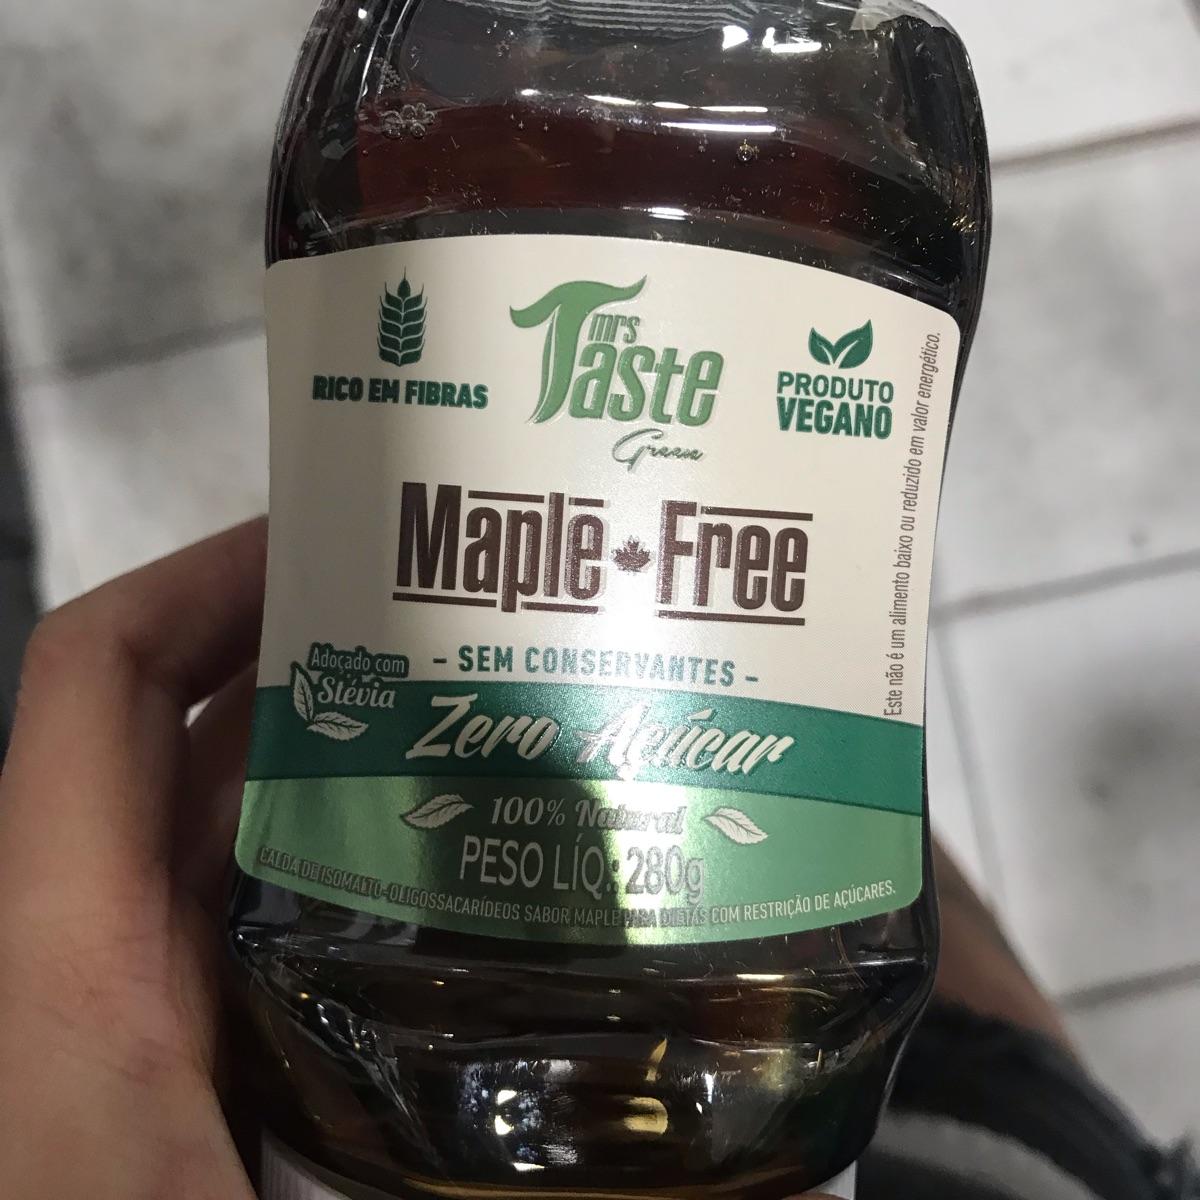 RICO EM FIBRAS
mrs
Taste
Green
PRODUTO
VEGANO
Este não é um alimento baixo ou reduzido em valor energético.
Maple Free
- SEM CONSERVANTES -
Adoçado com
Stévia
Zero Açúcar
100% Natural
PESO LÍQ.: 280g
CALDA DE ISOMALTO-OLIGOSSACARÍDEOS SABOR MAPLE PARA DIETAS COM RESTRIÇÃO DE AÇÚCARES.